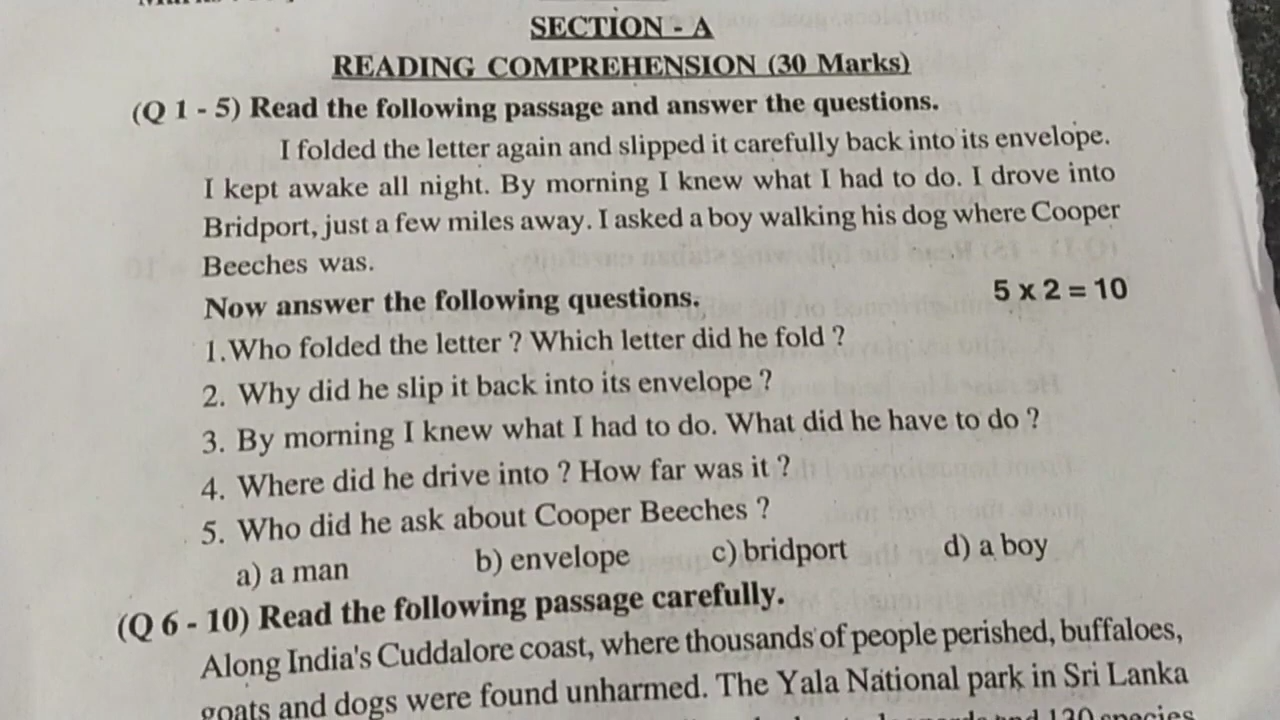 SECTION - A
READING COMPREHENSION (30 Marks)
(Q 1 - 5) Read the following passage and answer the questions.
I folded the letter again and slipped it carefully back into its envelope.
I kept awake all night. By morning I knew what I had to do. I drove into
Bridport, just a few miles away. I asked a boy walking his dog where Cooper
Beeches was.
Now answer the following questions. 5 x 2 = 10
1. Who folded the letter ? Which letter did he fold ?
2. Why did he slip it back into its envelope ?
3. By morning I knew what I had to do. What did he have to do ?
4. Where did he drive into ? How far was it ?
5. Who did he ask about Cooper Beeches ?
a) a man b) envelope c) bridport d) a boy
(Q 6 - 10) Read the following passage carefully.
Along India's Cuddalore coast, where thousands of people perished, buffaloes,
goats and dogs were found unharmed. The Yala National park in Sri Lanka
and 130 species